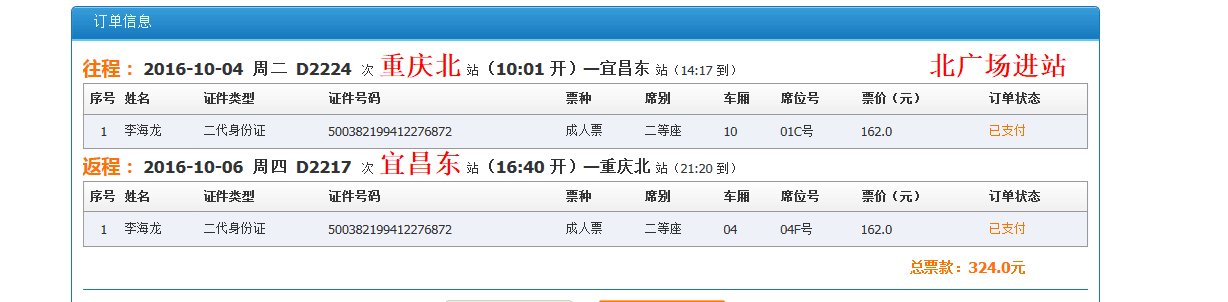 订单信息
往程： 2016-10-04 周二 D2224 次 重庆北 站（10:01 开）—宜昌东 站（14:17 到） 北广场进站
序号 姓名 证件类型 证件号码 票种 席别 车厢 席位号 票价（元） 订单状态
1 李海龙 二代身份证 500382199412276872 成人票 二等座 10 01C号 162.0 已支付
返程： 2016-10-06 周四 D2217 次 宜昌东 站（16:40 开）—重庆北 站（21:20 到）
序号 姓名 证件类型 证件号码 票种 席别 车厢 席位号 票价（元） 订单状态
1 李海龙 二代身份证 500382199412276872 成人票 二等座 04 04F号 162.0 已支付
总票款：324.0元